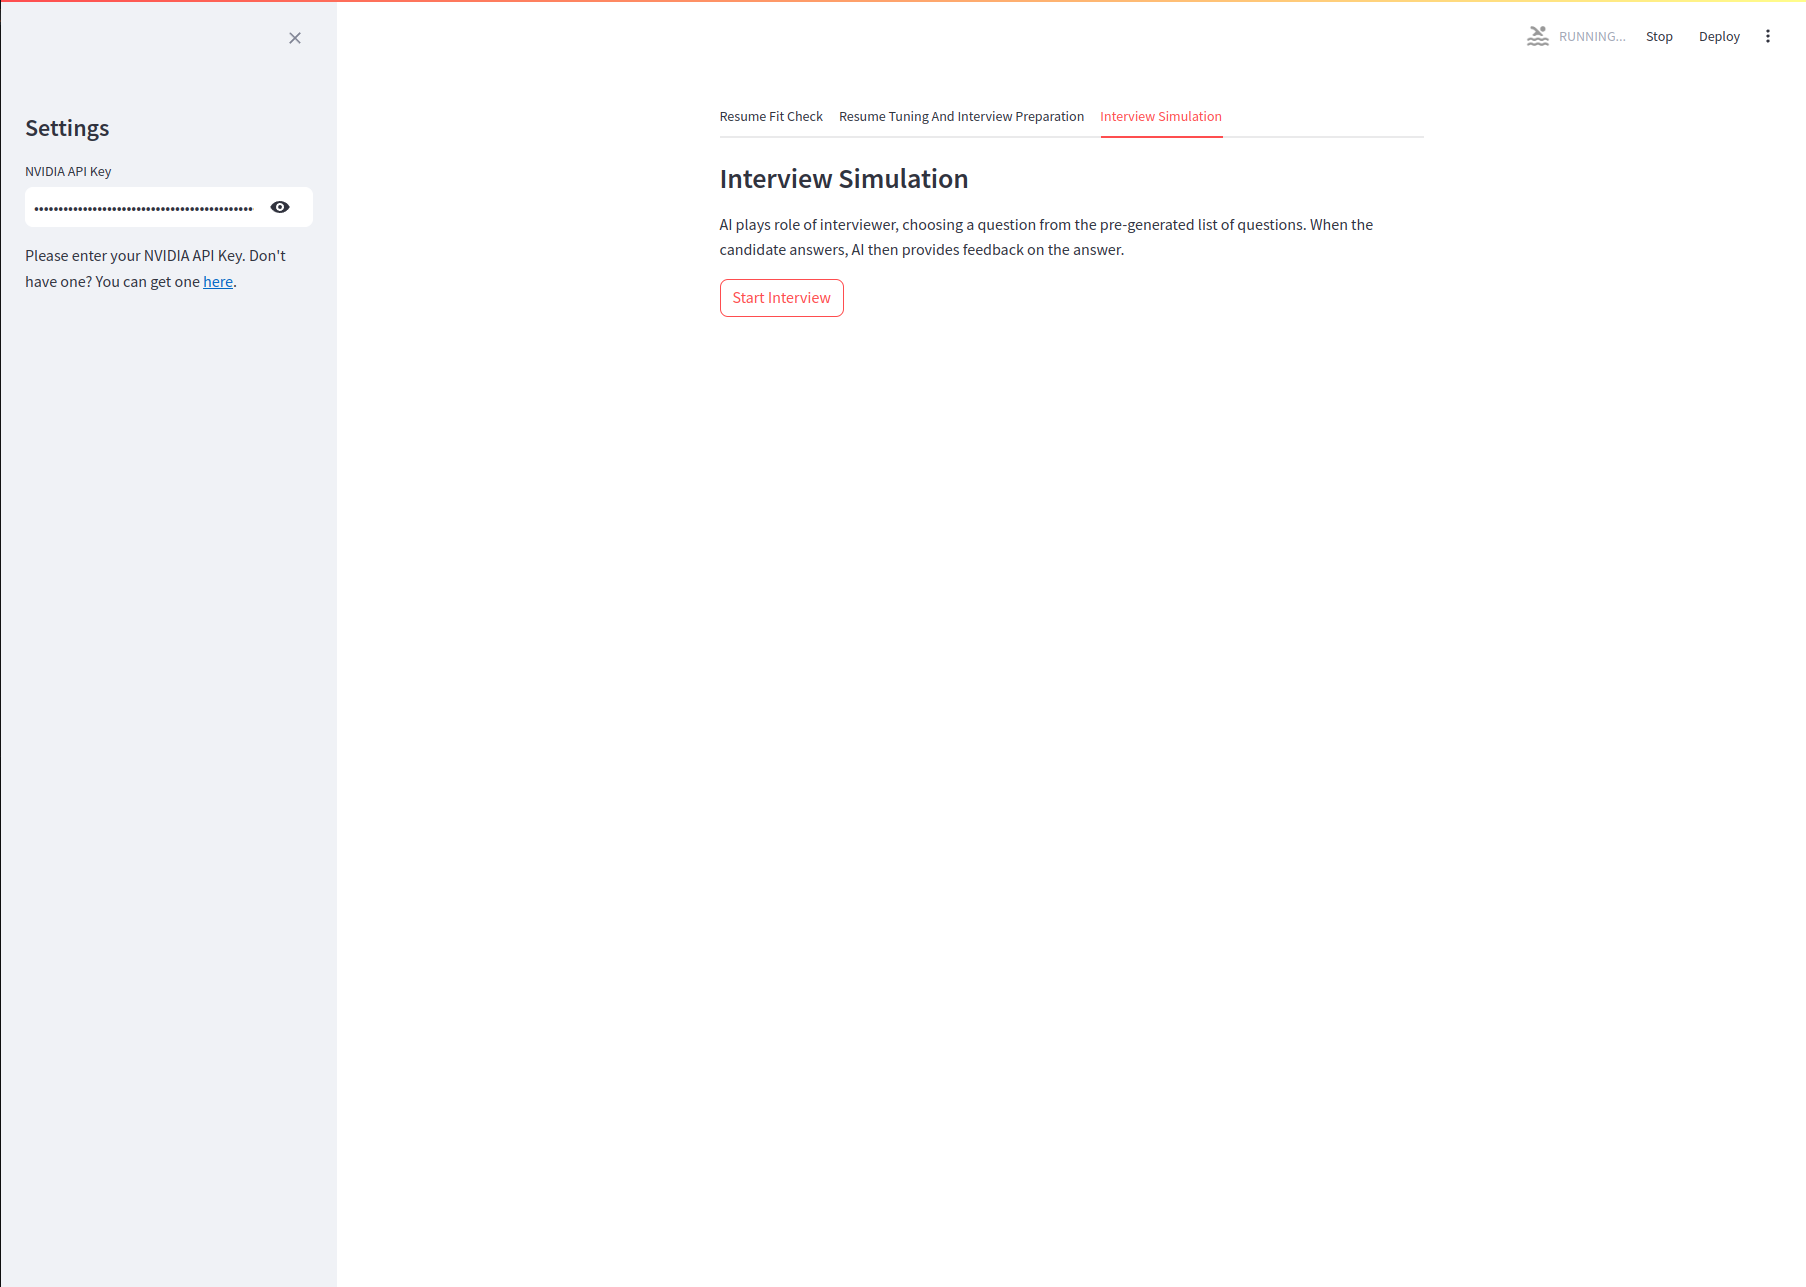 RUNNING...
Stop
Deploy
Settings
NVIDIA API Key
••••••••••••••••••••••••••••••••••••••••••••••
Please enter your NVIDIA API Key. Don't
have one? You can get one here.
Resume Fit Check
Resume Tuning And Interview Preparation
Interview Simulation
Interview Simulation
AI plays role of interviewer, choosing a question from the pre-generated list of questions. When the
candidate answers, AI then provides feedback on the answer.
Start Interview